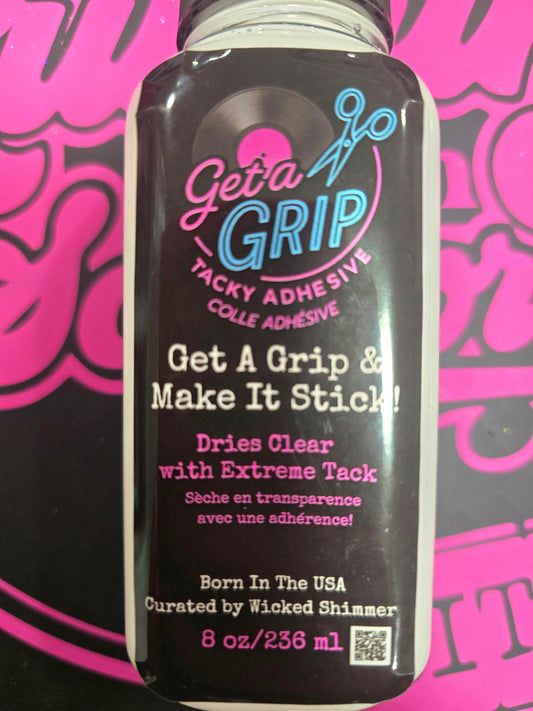 Get a
GRIP
TACKY ADHESIVE
COLLE ADHÉSIVE
Get A Grip &
Make It Stick!
Dries Clear
with Extreme Tack
Sèche en transparence
avec une adhérence!
Born In The USA
Curated by Wicked Shimmer
8 oz/236 ml